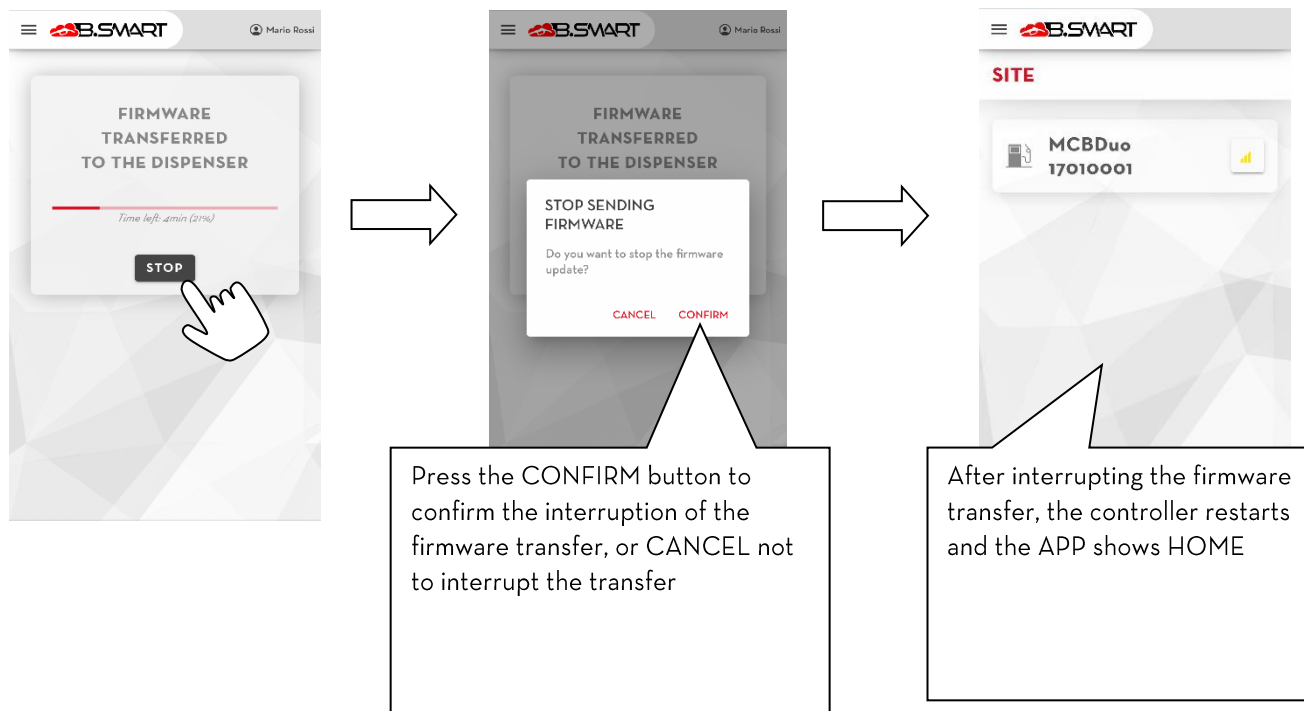 B.SMART
Mario Rossi
FIRMWARE
TRANSFERRED
TO THE DISPENSER
Time left: 4min (21%)
STOP
B.SMART
Mario Rossi
FIRMWARE
TRANSFERRED
TO THE DISPENSER
STOP SENDING
FIRMWARE
Do you want to stop the firmware
update?
CANCEL CONFIRM
Press the CONFIRM button to
confirm the interruption of the
firmware transfer, or CANCEL not
to interrupt the transfer
B.SMART
SITE
MCBDuo
17010001
After interrupting the firmware
transfer, the controller restarts
and the APP shows HOME